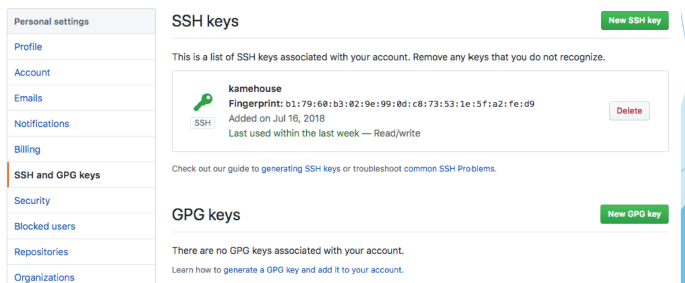 Personal settings
Profile
Account
Emails
Notifications
Billing
SSH and GPG keys
Security
Blocked users
Repositories
Organizations
SSH keys
New SSH key
This is a list of SSH keys associated with your account. Remove any keys that you do not recognize.
kamehouse
Fingerprint: b1:79:60:b3:02:9e:99:0d:c8:73:53:1e:5f:a2:fe:d9
SSH
Added on Jul 16, 2018
Last used within the last week — Read/write
Delete
Check out our guide to generating SSH keys or troubleshoot common SSH Problems.
GPG keys
New GPG key
There are no GPG keys associated with your account.
Learn how to generate a GPG key and add it to your account.